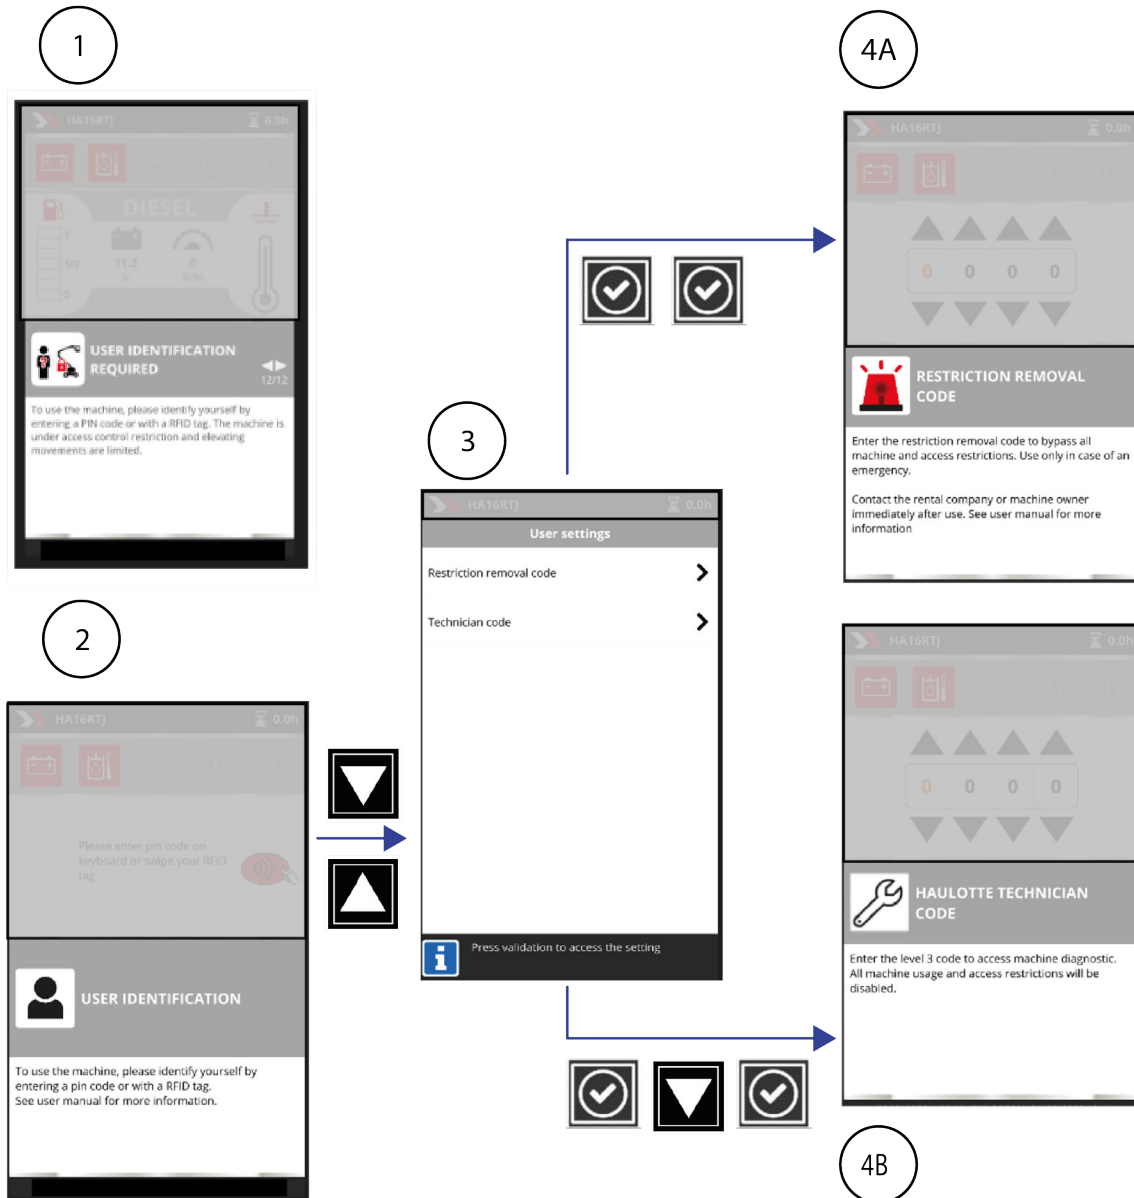 1
HA16RTJ 0.0h
DIESEL
1
1/2
0
11.2
V
0
RPM
USER IDENTIFICATION
REQUIRED
12/12
To use the machine, please identify yourself by
entering a PIN code or with a RFID tag. The machine is
under access control restriction and elevating
movements are limited.
2
HA16RTJ 0.0h
Please enter pin code on
keyboard or swipe your RFID
tag
USER IDENTIFICATION
To use the machine, please identify yourself by
entering a pin code or with a RFID tag.
See user manual for more information.
3
HA16RTJ 0.0h
User settings
Restriction removal code
Technician code
Press validation to access the setting
4A
HA16RTJ 0.0h
0 0 0 0
RESTRICTION REMOVAL
CODE
Enter the restriction removal code to bypass all
machine and access restrictions. Use only in case of an
emergency.
Contact the rental company or machine owner
immediately after use. See user manual for more
information
HA16RTJ 0.0h
0 0 0 0
HAULOTTE TECHNICIAN
CODE
Enter the level 3 code to access machine diagnostic.
All machine usage and access restrictions will be
disabled.
4B